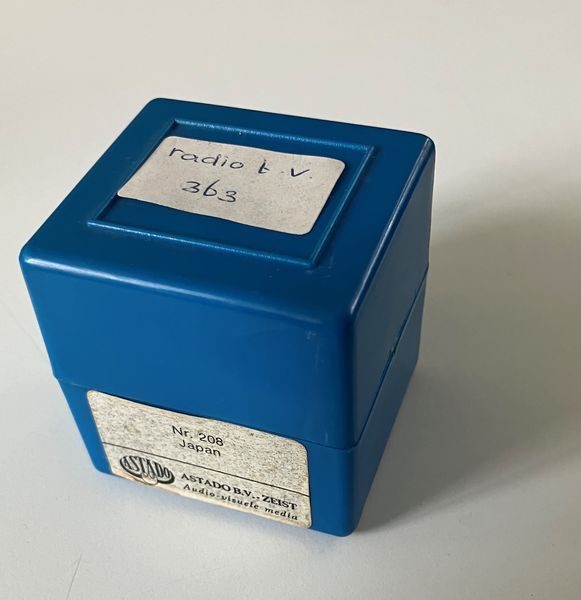 radio t.v.
363
Nr. 208
Japan
ASTADO
ASTADO B.V.-ZEIST
Audio-visuele media